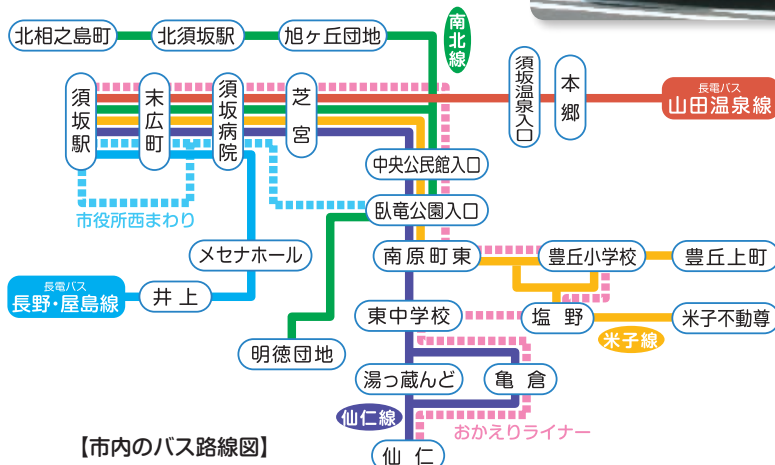 南北線
北相之島町
北須坂駅
旭ヶ丘団地
須坂駅
末広町
須坂病院
芝宮
須坂温泉入口
本郷
長電バス
山田温泉線
中央公民館入口
臥竜公園入口
市役所西まわり
メセナホール
南原町東
豊丘小学校
豊丘上町
長電バス
長野・屋島線
井上
東中学校
塩野
米子不動尊
米子線
明徳団地
湯っ蔵んど
亀倉
仙仁線
おかえりライナー
【市内のバス路線図】
仙仁